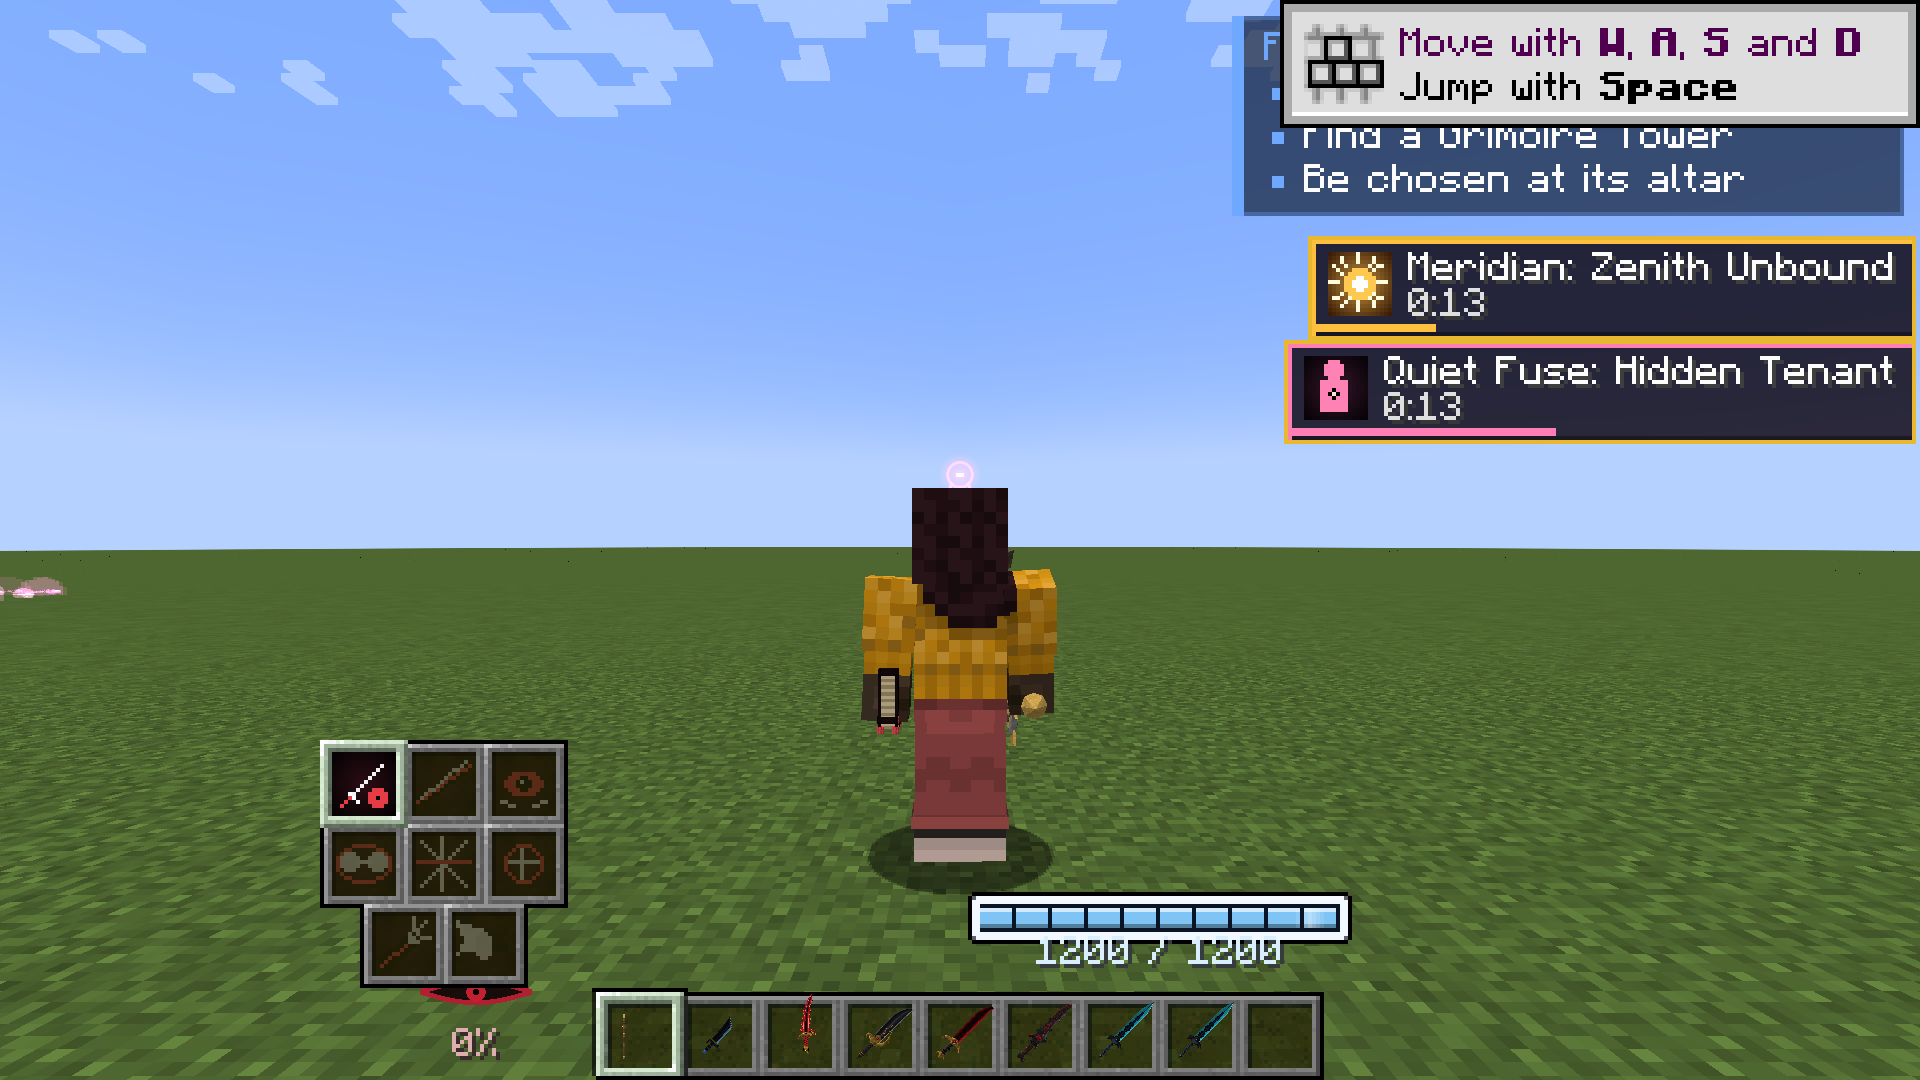 Move with W, A, S and D
Jump with Space
Find a Grimoire Tower
Be chosen at its altar
Meridian: Zenith Unbound
0:13
Quiet Fuse: Hidden Tenant
0:13
1200 / 1200
0%